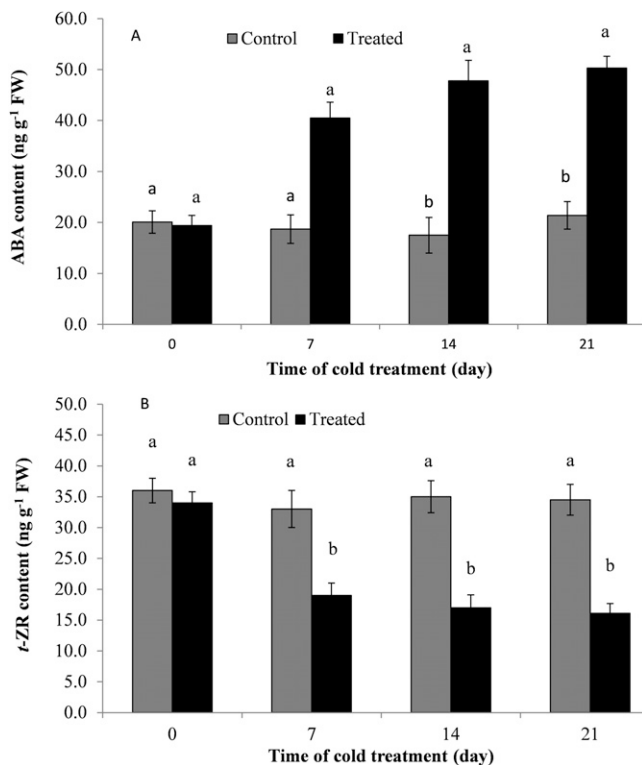 A
Control Treated
ABA content (ng g⁻¹ FW)
60.0
50.0
40.0
30.0
20.0
10.0
0.0
a a a a b a b a
0 7 14 21
Time of cold treatment (day)
B
Control Treated
t-ZR content (ng g⁻¹ FW)
50.0
45.0
40.0
35.0
30.0
25.0
20.0
15.0
10.0
5.0
0.0
a a a b a b a b
0 7 14 21
Time of cold treatment (day)